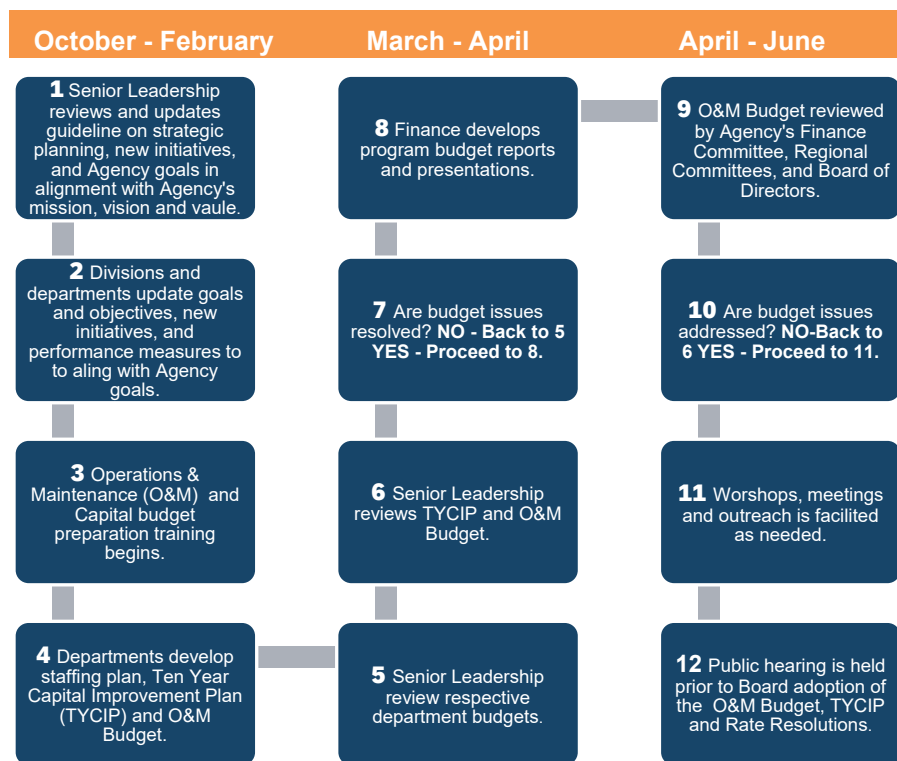 October - February
March - April
April - June
1 Senior Leadership
reviews and updates
guideline on strategic
planning, new initiatives,
and Agency goals in
alignment with Agency's
mission, vision and vaule.
2 Divisions and
departments update goals
and objectives, new
initiatives, and
performance measures to
to aling with Agency
goals.
3 Operations &
Maintenance (O&M) and
Capital budget
preparation training
begins.
4 Departments develop
staffing plan, Ten Year
Capital Improvement Plan
(TYCIP) and O&M
Budget.
5 Senior Leadership
review respective
department budgets.
6 Senior Leadership
reviews TYCIP and O&M
Budget.
7 Are budget issues
resolved? NO - Back to 5
YES - Proceed to 8.
8 Finance develops
program budget reports
and presentations.
9 O&M Budget reviewed
by Agency's Finance
Committee, Regional
Committees, and Board of
Directors.
10 Are budget issues
addressed? NO-Back to
6 YES - Proceed to 11.
11 Worshops, meetings
and outreach is facilited
as needed.
12 Public hearing is held
prior to Board adoption of
the O&M Budget, TYCIP
and Rate Resolutions.